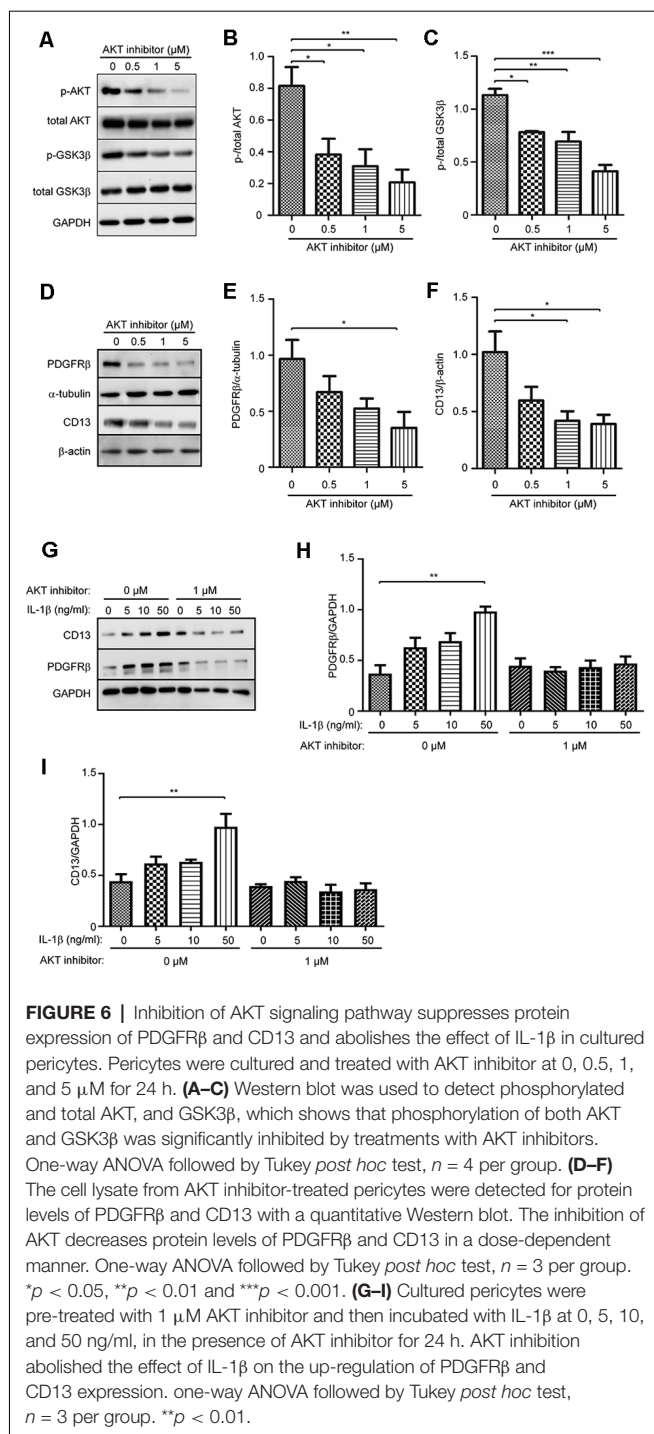 A
AKT inhibitor (μM)
0 0.5 1 5
p-AKT
total AKT
p-GSK3β
total GSK3β
GAPDH
B
p-/total AKT
1.0
0.8
0.6
0.4
0.2
0
*
*
**
0 0.5 1 5
AKT inhibitor (μM)
C
p-/total GSK3β
1.5
1.0
0.5
0
*
**
***
0 0.5 1 5
AKT inhibitor (μM)
D
AKT inhibitor (μM)
0 0.5 1 5
PDGFRβ
α-tubulin
CD13
β-actin
E
PDGFRβ/α-tubulin
1.5
1.0
0.5
0
*
0 0.5 1 5
AKT inhibitor (μM)
F
CD13/β-actin
1.5
1.0
0.5
0
*
*
0 0.5 1 5
AKT inhibitor (μM)
G
AKT inhibitor: 0 μM 1 μM
IL-1β (ng/ml): 0 5 10 50 0 5 10 50
CD13
PDGFRβ
GAPDH
H
PDGFRβ/GAPDH
1.5
1.0
0.5
0
**
IL-1β (ng/ml): 0 5 10 50 0 5 10 50
AKT inhibitor: 0 μM 1 μM
I
CD13/GAPDH
1.5
1.0
0.5
0
**
IL-1β (ng/ml): 0 5 10 50 0 5 10 50
AKT inhibitor: 0 μM 1 μM
FIGURE 6 | Inhibition of AKT signaling pathway suppresses protein
expression of PDGFRβ and CD13 and abolishes the effect of IL-1β in cultured
pericytes. Pericytes were cultured and treated with AKT inhibitor at 0, 0.5, 1,
and 5 μM for 24 h. (A–C) Western blot was used to detect phosphorylated
and total AKT, and GSK3β, which shows that phosphorylation of both AKT
and GSK3β was significantly inhibited by treatments with AKT inhibitors.
One-way ANOVA followed by Tukey post hoc test, n = 4 per group. (D–F)
The cell lysate from AKT inhibitor-treated pericytes were detected for protein
levels of PDGFRβ and CD13 with a quantitative Western blot. The inhibition of
AKT decreases protein levels of PDGFRβ and CD13 in a dose-dependent
manner. One-way ANOVA followed by Tukey post hoc test, n = 3 per group.
*p < 0.05, **p < 0.01 and ***p < 0.001. (G–I) Cultured pericytes were
pre-treated with 1 μM AKT inhibitor and then incubated with IL-1β at 0, 5, 10,
and 50 ng/ml, in the presence of AKT inhibitor for 24 h. AKT inhibition
abolished the effect of IL-1β on the up-regulation of PDGFRβ and
CD13 expression. one-way ANOVA followed by Tukey post hoc test,
n = 3 per group. **p < 0.01.